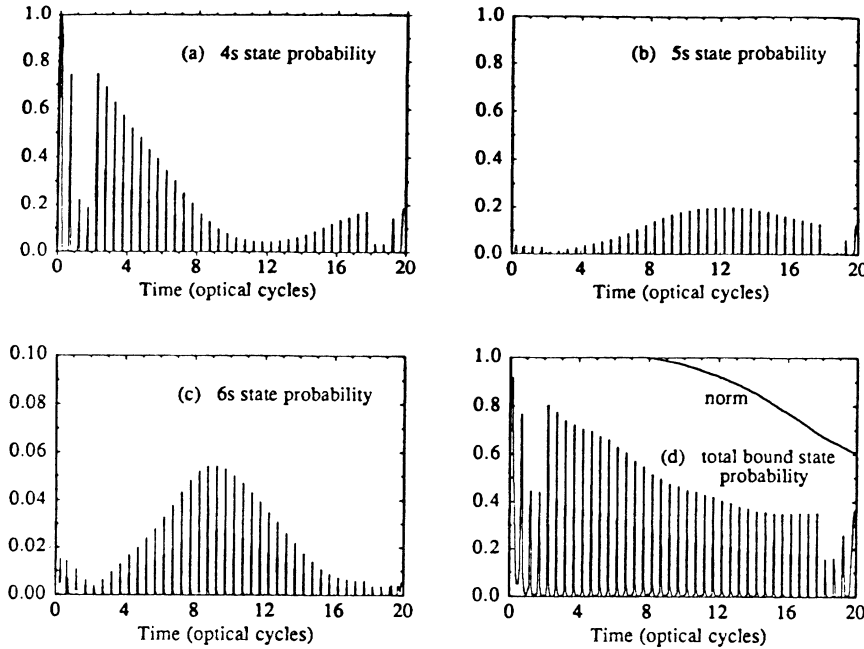 1.0
0.8
0.6
0.4
0.2
0.0
(a) 4s state probability
0 4 8 12 16 20
Time (optical cycles)
1.0
0.8
0.6
0.4
0.2
0.0
(b) 5s state probability
0 4 8 12 16 20
Time (optical cycles)
0.10
0.08
0.06
0.04
0.02
0.00
(c) 6s state probability
0 4 8 12 16 20
Time (optical cycles)
1.0
0.8
0.6
0.4
0.2
0.0
norm
(d) total bound state
probability
0 4 8 12 16 20
Time (optical cycles)